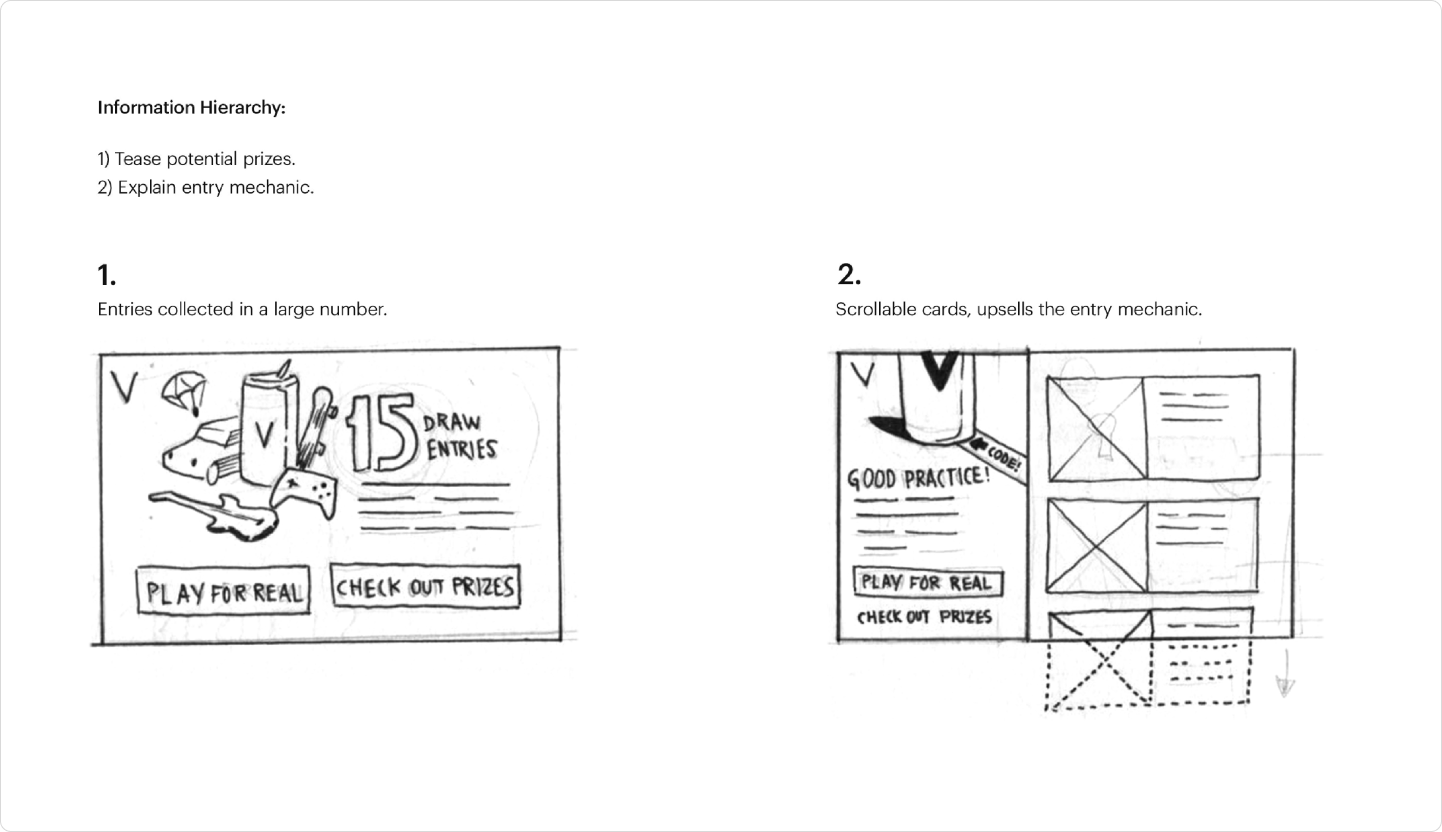 Information Hierarchy:
1) Tease potential prizes.
2) Explain entry mechanic.
1.
Entries collected in a large number.
V
V
15
DRAW
ENTRIES
PLAY FOR REAL
CHECK OUT PRIZES
2.
Scrollable cards, upsells the entry mechanic.
V
V
CODE!
GOOD PRACTICE!
PLAY FOR REAL
CHECK OUT PRIZES